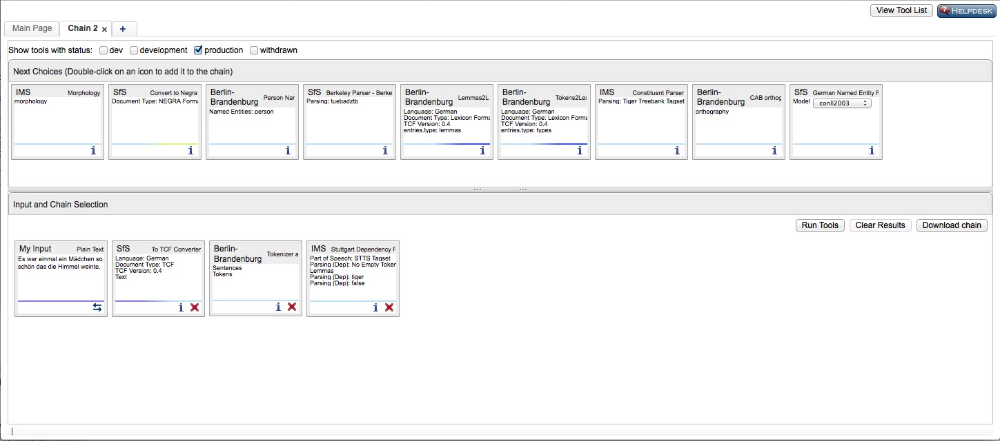 View Tool List HELPDESK
Main Page Chain 2 x +
Show tools with status: dev development production withdrawn
Next Choices (Double-click on an icon to add it to the chain)
IMS Morphology
morphology
i
SfS Convert to Negra
Document Type: NEGRA Forma
i
Berlin-
Brandenburg Person Nar
Named Entities: person
i
SfS Berkeley Parser - Berke
Parsing: tuebadztb
i
Berlin-
Brandenburg Lemmas2L
Language: German
Document Type: Lexicon Forma
TCF Version: 0.4
entries.type: lemmas
i
Berlin-
Brandenburg Tokens2Lex
Language: German
Document Type: Lexicon Forma
TCF Version: 0.4
entries.type: types
i
IMS Constituent Parser
Parsing: Tiger Treebank Tagset
i
Berlin-
Brandenburg CAB orthog
orthography
i
SfS German Named Entity F
Model conll2003
i
Input and Chain Selection
Run Tools Clear Results Download chain
My Input Plain Text
Es war einmal ein Mädchen so
schön das die Himmel weinte.
SfS To TCF Converter
Language: German
Document Type: TCF
TCF Version: 0.4
Text
i
Berlin-
Brandenburg Tokenizer a
Sentences
Tokens
i
IMS Stuttgart Dependency F
Part of Speech: STTS Tagset
Parsing (Dep): No Empty Token
Lemmas
Parsing (Dep): tiger
Parsing (Dep): false
i